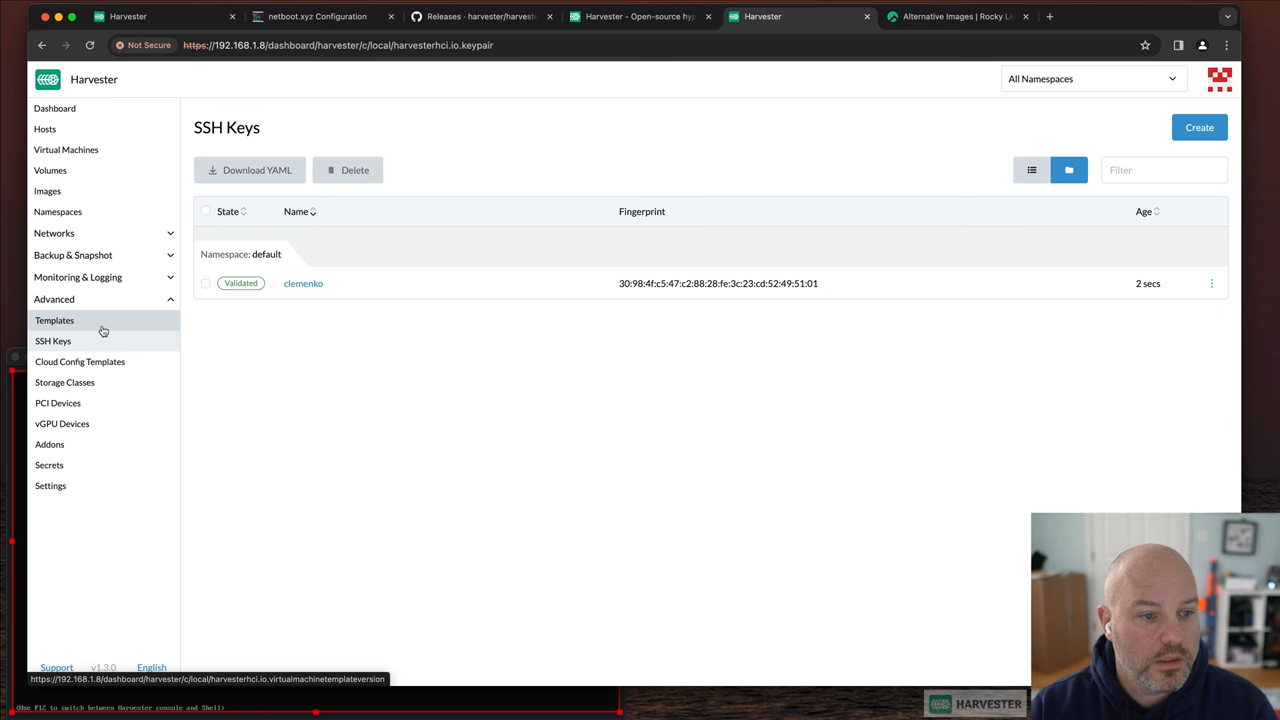 Harvester
netboot.xyz Configuration
Releases · harvester/harveste
Harvester - Open-source hyp
Harvester
Alternative Images | Rocky Li
Not Secure
https://192.168.1.8/dashboard/harvester/c/local/harvesterhci.io.keypair
Harvester
All Namespaces
Dashboard
Hosts
Virtual Machines
Volumes
Images
Namespaces
Networks
Backup & Snapshot
Monitoring & Logging
Advanced
Templates
SSH Keys
Cloud Config Templates
Storage Classes
PCI Devices
vGPU Devices
Addons
Secrets
Settings
SSH Keys
Create
Download YAML
Delete
Filter
State
Name
Fingerprint
Age
Namespace: default
Validated
clemenko
30:98:4f:c5:47:c2:88:28:fe:3c:23:cd:52:49:51:01
2 secs
Support
v1.3.0
English
https://192.168.1.8/dashboard/harvester/c/local/harvesterhci.io.virtualmachinetemplateversion
<Use F12 to switch between Harvester console and Shell>
HARVESTER